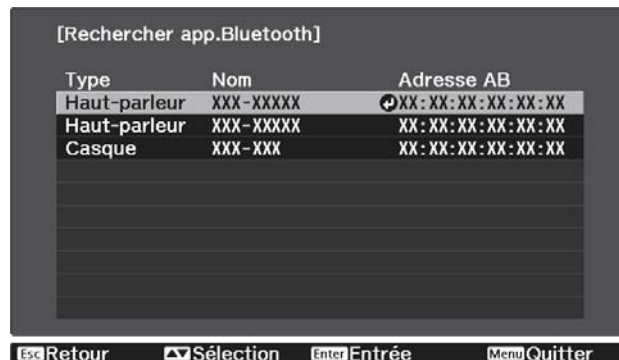 [Rechercher app.Bluetooth]
Type Nom Adresse AB
Haut-parleur XXX-XXXXX XX:XX:XX:XX:XX:XX
Haut-parleur XXX-XXXXX XX:XX:XX:XX:XX:XX
Casque XXX-XXX XX:XX:XX:XX:XX:XX
Esc Retour Sélection Enter Entrée Menu Quitter